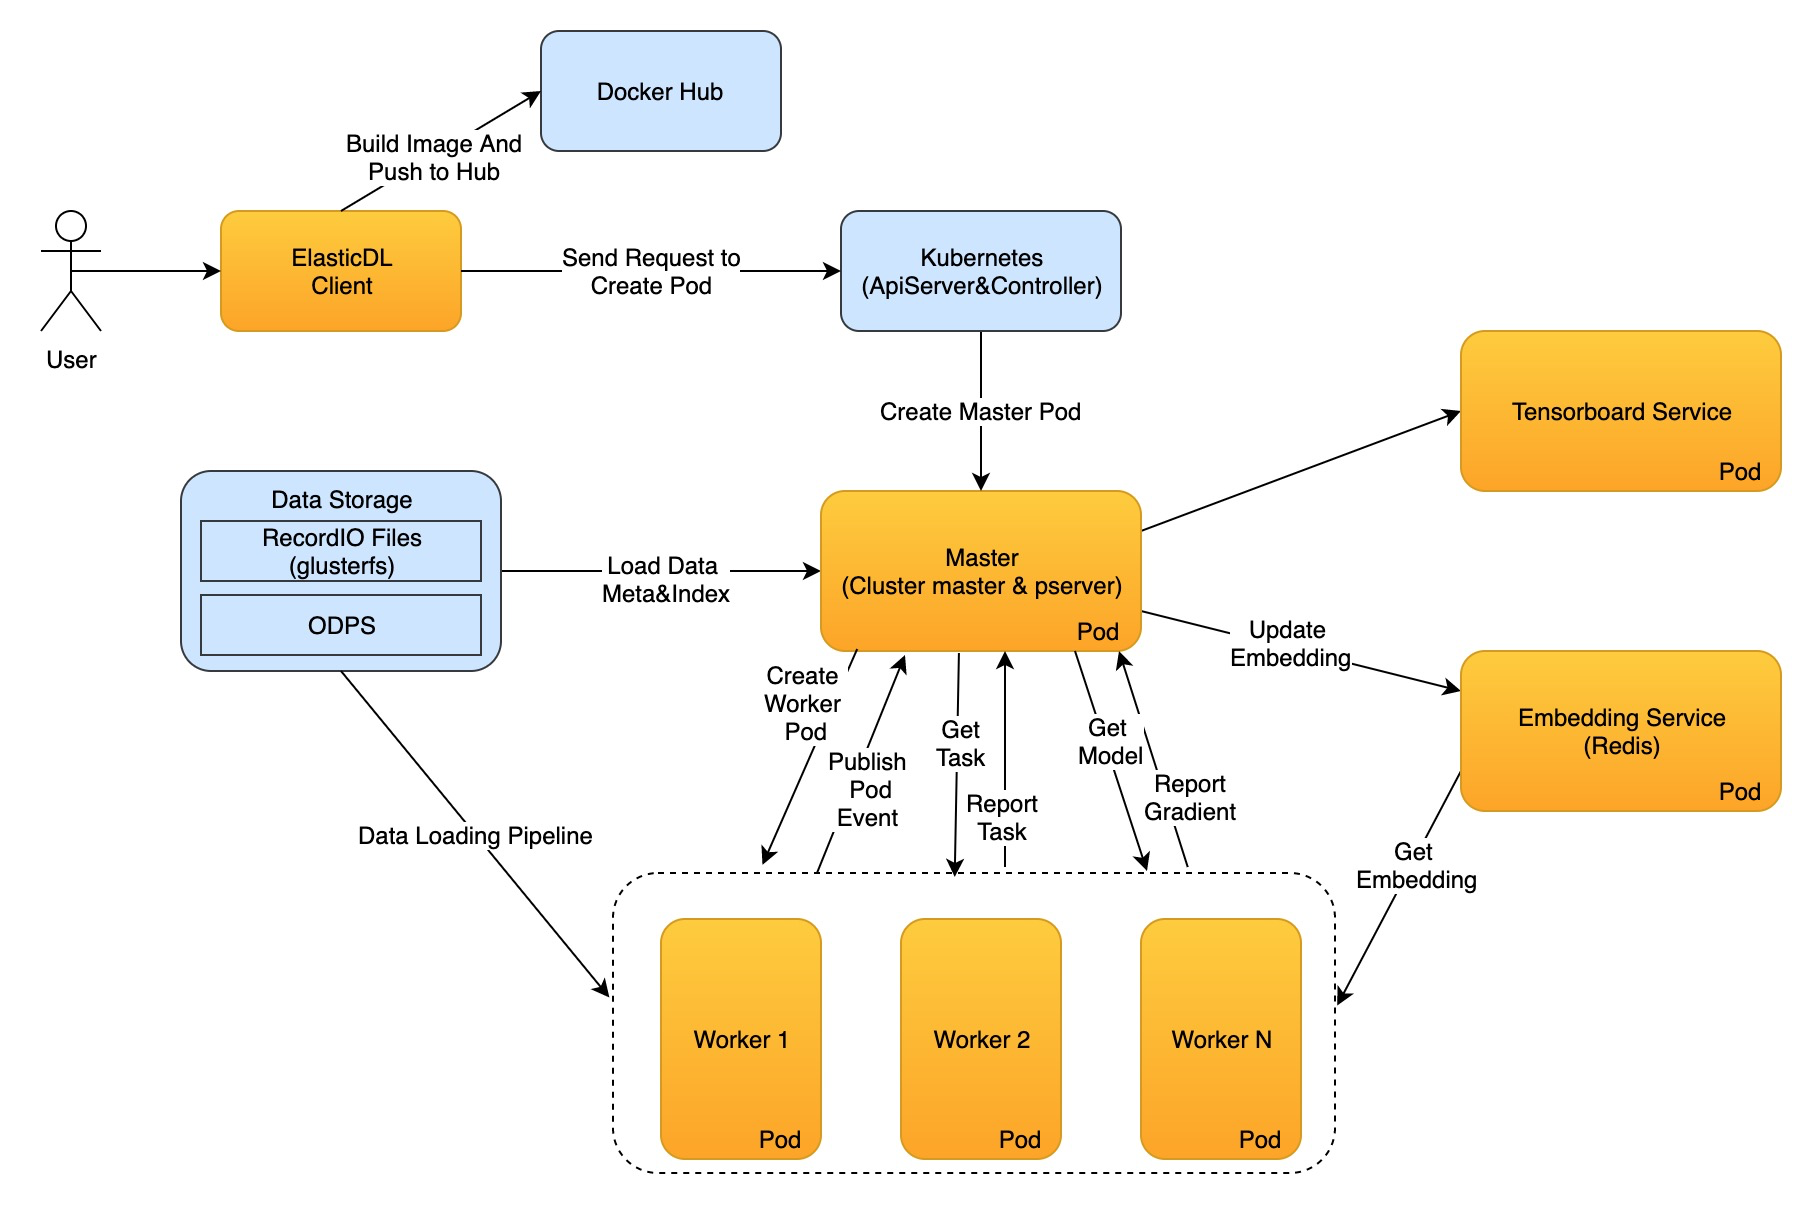 Docker Hub
Build Image And
Push to Hub
ElasticDL
Client
Send Request to
Create Pod
Kubernetes
(ApiServer&Controller)
User
Create Master Pod
Tensorboard Service
Pod
Data Storage
RecordIO Files
(glusterfs)
ODPS
Load Data
Meta&Index
Master
(Cluster master & pserver)
Pod
Update
Embedding
Embedding Service
(Redis)
Pod
Create
Worker
Pod
Publish
Pod
Event
Get
Task
Report
Task
Get
Model
Report
Gradient
Data Loading Pipeline
Get
Embedding
Worker 1
Pod
Worker 2
Pod
Worker N
Pod